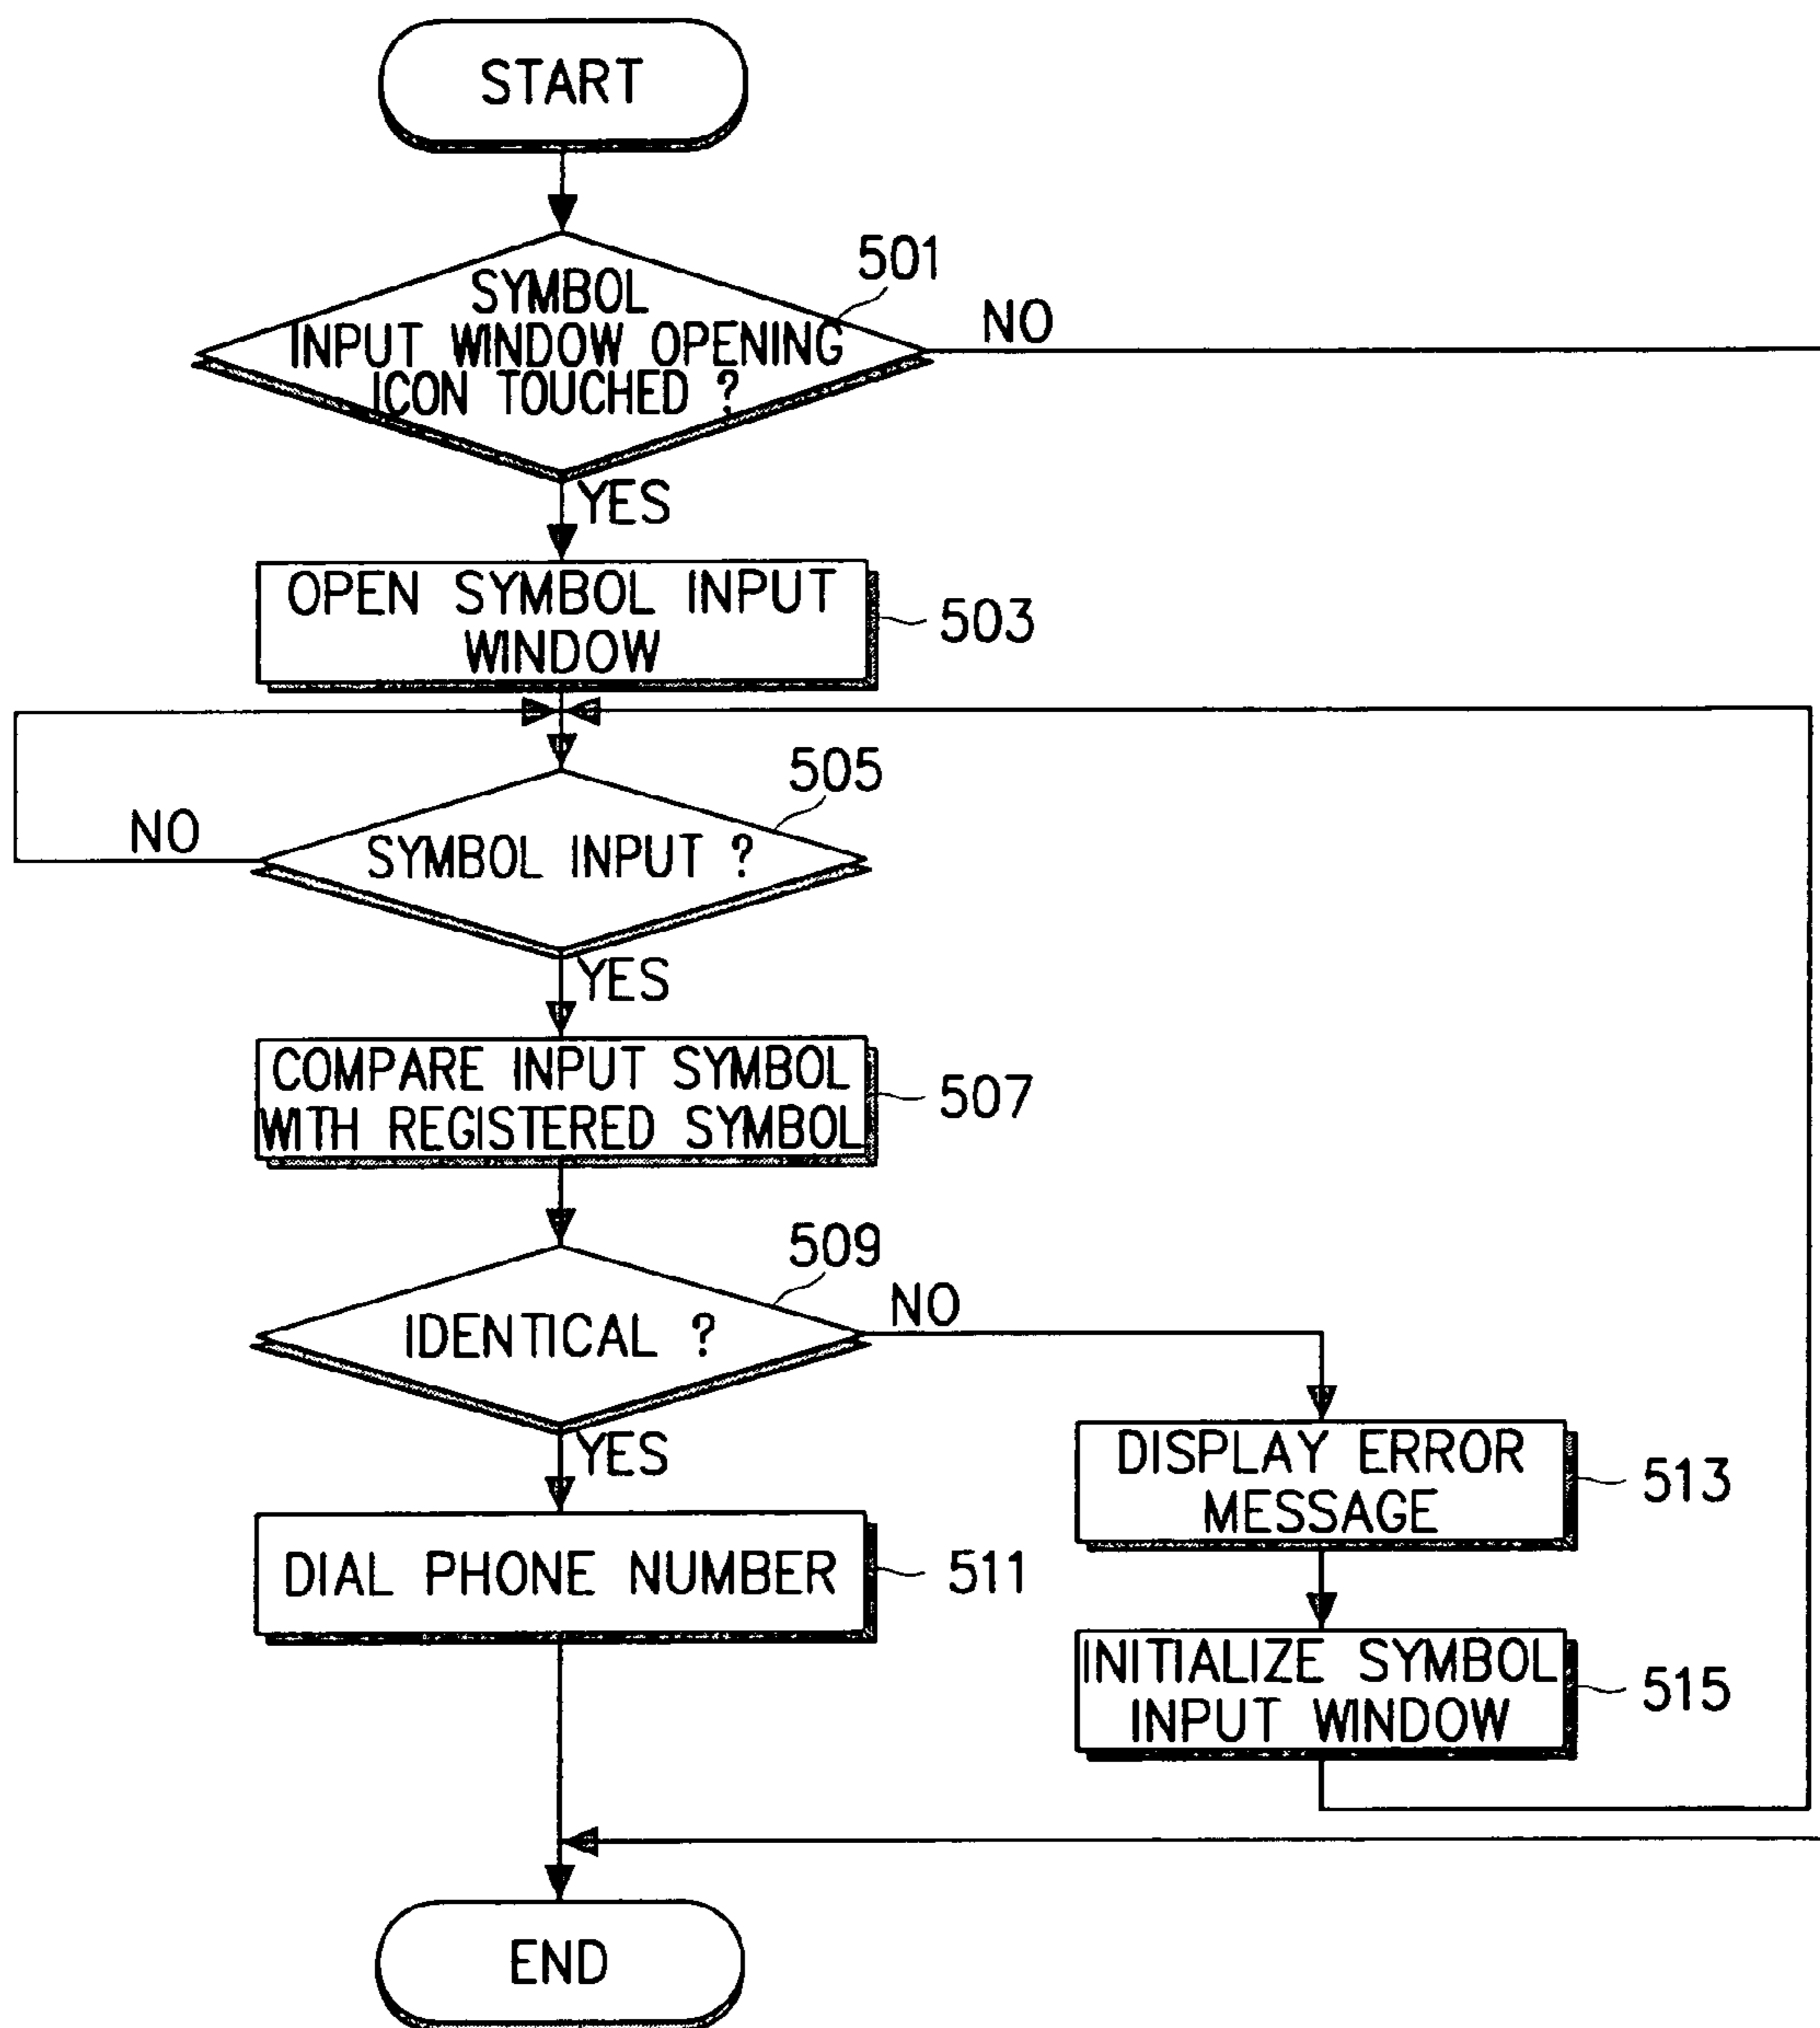 START
501
SYMBOL
INPUT WINDOW OPENING
ICON TOUCHED ?
NO
YES
OPEN SYMBOL INPUT
WINDOW
503
505
NO
SYMBOL INPUT ?
YES
COMPARE INPUT SYMBOL
WITH REGISTERED SYMBOL
507
509
IDENTICAL ?
NO
YES
DISPLAY ERROR
MESSAGE
513
DIAL PHONE NUMBER
511
INITIALIZE SYMBOL
INPUT WINDOW
515
END